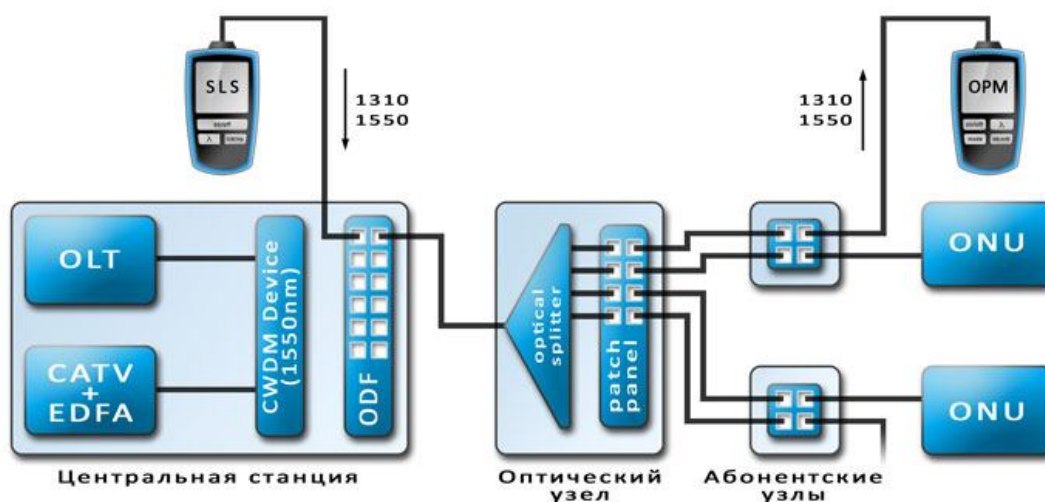 SLS
1310
1550
1310
1550
OPM
OLT
CATV
+
EDFA
CWDM Device
(1550nm)
ODF
optical
splitter
patch
panel
ONU
ONU
Центральная станция
Оптический
узел
Абонентские
узлы